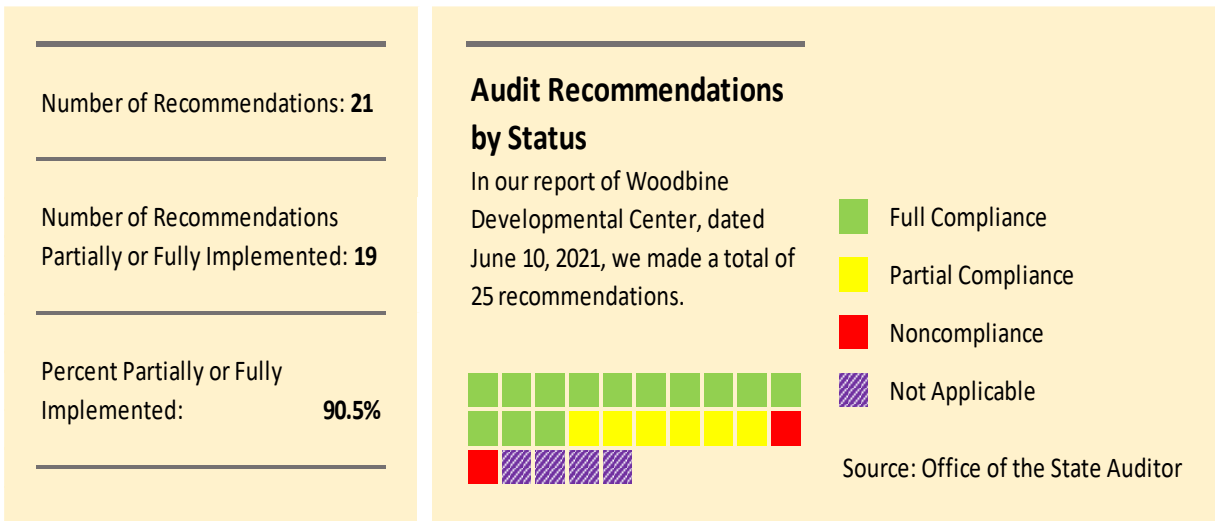 Number of Recommendations: 21
Number of Recommendations
Partially or Fully Implemented: 19
Percent Partially or Fully
Implemented: 90.5%
Audit Recommendations
by Status
In our report of Woodbine
Developmental Center, dated
June 10, 2021, we made a total of
25 recommendations.
Full Compliance
Partial Compliance
Noncompliance
Not Applicable
Source: Office of the State Auditor